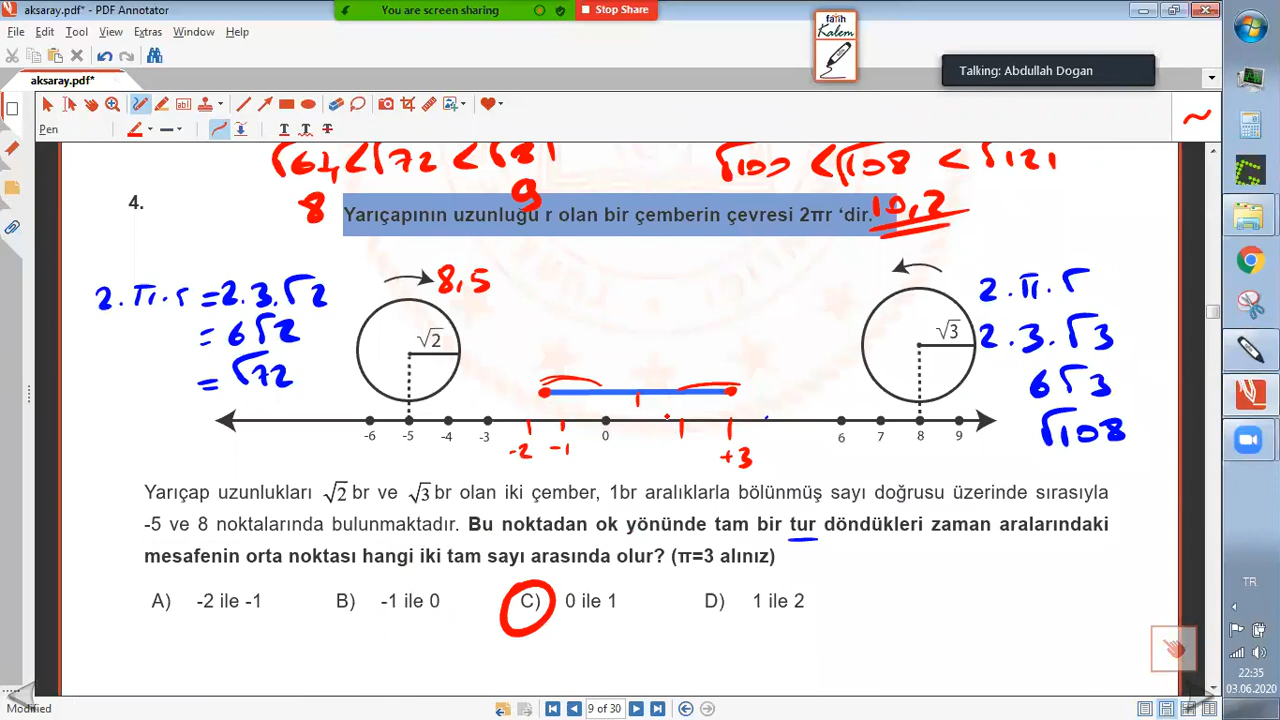 aksaray.pdf* - PDF Annotator
You are screen sharing
Stop Share
File Edit Tool View Extras Window Help
fatih
Kalem
Talking: Abdullah Dogan
aksaray.pdf*
Pen
√64 < √72 < √81
√100 < √108 < √121
8
9
10,2
4.
Yarıçapının uzunluğu r olan bir çemberin çevresi 2πr 'dir.
8,5
2.π.r = 2.3.√2
= 6√2
= √72
√2
√3
2.π.r
2.3.√3
6√3
√108
-6 -5 -4 -3 -2 -1 0 +3 6 7 8 9
Yarıçap uzunlukları √2 br ve √3 br olan iki çember, 1br aralıklarla bölünmüş sayı doğrusu üzerinde sırasıyla
-5 ve 8 noktalarında bulunmaktadır. Bu noktadan ok yönünde tam bir tur döndükleri zaman aralarındaki
mesafenin orta noktası hangi iki tam sayı arasında olur? (π=3 alınız)
A) -2 ile -1 B) -1 ile 0 C) 0 ile 1 D) 1 ile 2
TR
22:35
03.06.2020
Modified
9 of 30